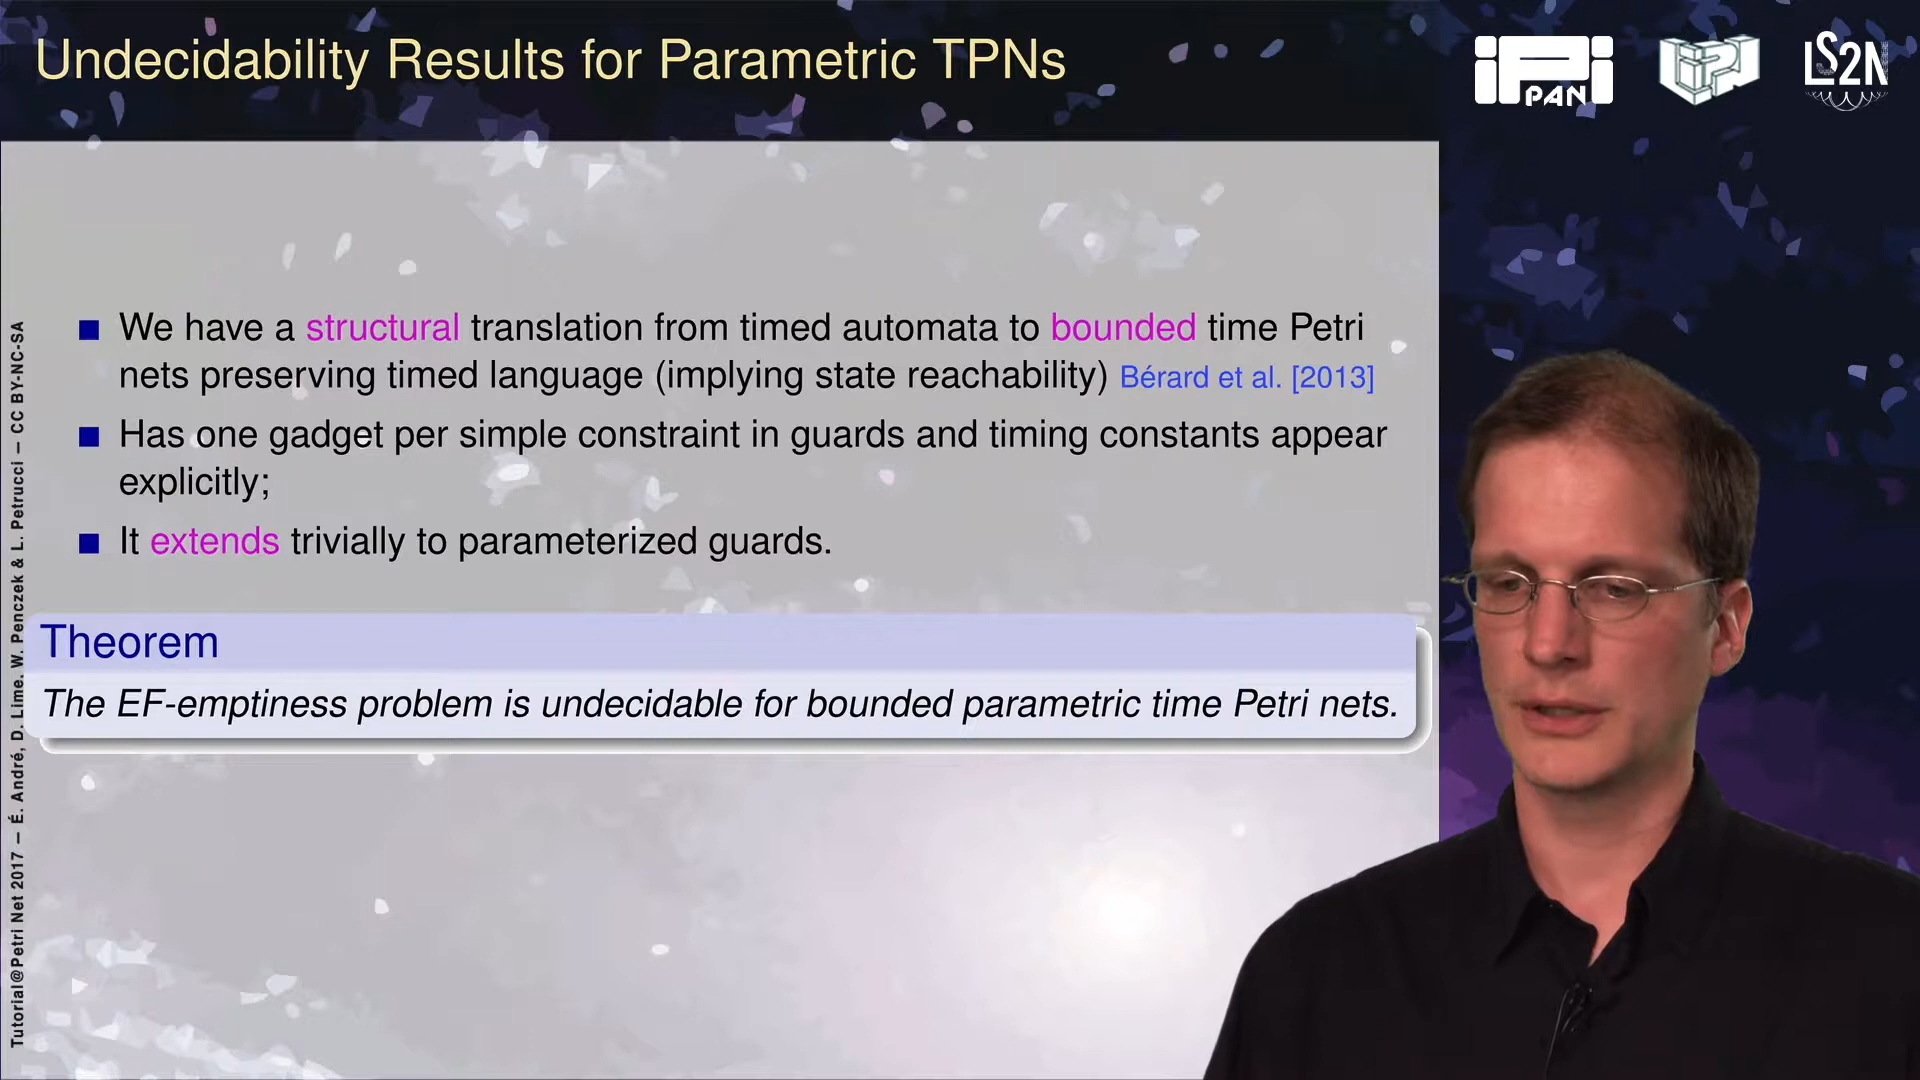 Undecidability Results for Parametric TPNs
iPi
PAN
LIPN
LS2N
We have a structural translation from timed automata to bounded time Petri
nets preserving timed language (implying state reachability) Bérard et al. [2013]
Has one gadget per simple constraint in guards and timing constants appear
explicitly;
It extends trivially to parameterized guards.
Theorem
The EF-emptiness problem is undecidable for bounded parametric time Petri nets.
Tutorial@Petri Net 2017 – É. André, D. Lime, W. Penczek & L. Petrucci – CC BY-NC-SA